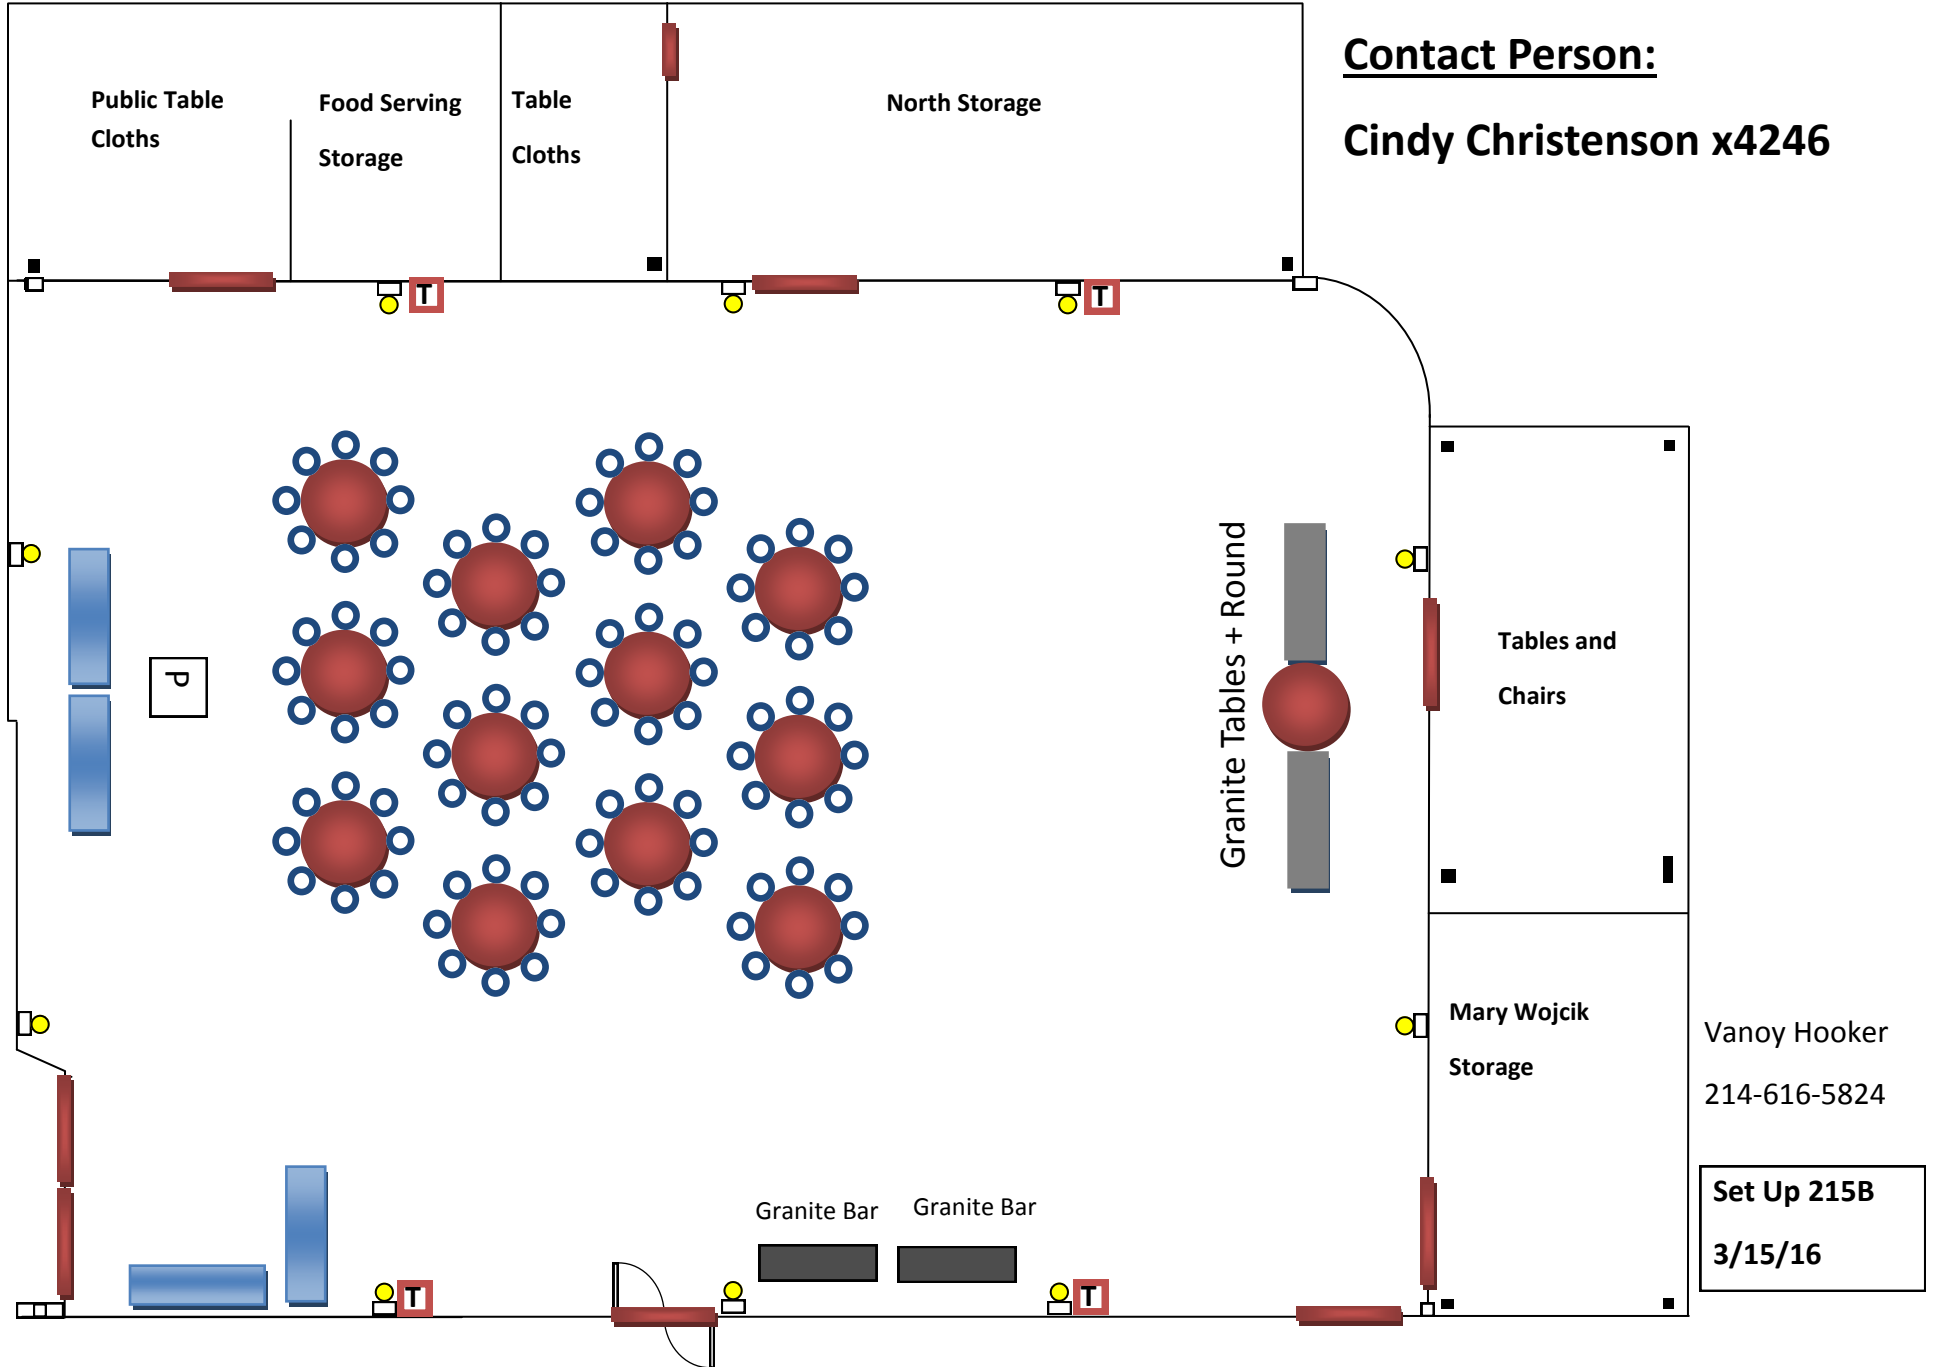 Contact Person:
Cindy Christenson x4246
Public Table
Cloths
Food Serving
Storage
Table
Cloths
North Storage
T
T
P
Granite Tables + Round
Tables and
Chairs
Mary Wojcik
Storage
Vanoy Hooker
214-616-5824
Granite Bar
Granite Bar
Set Up 215B
3/15/16
T
T